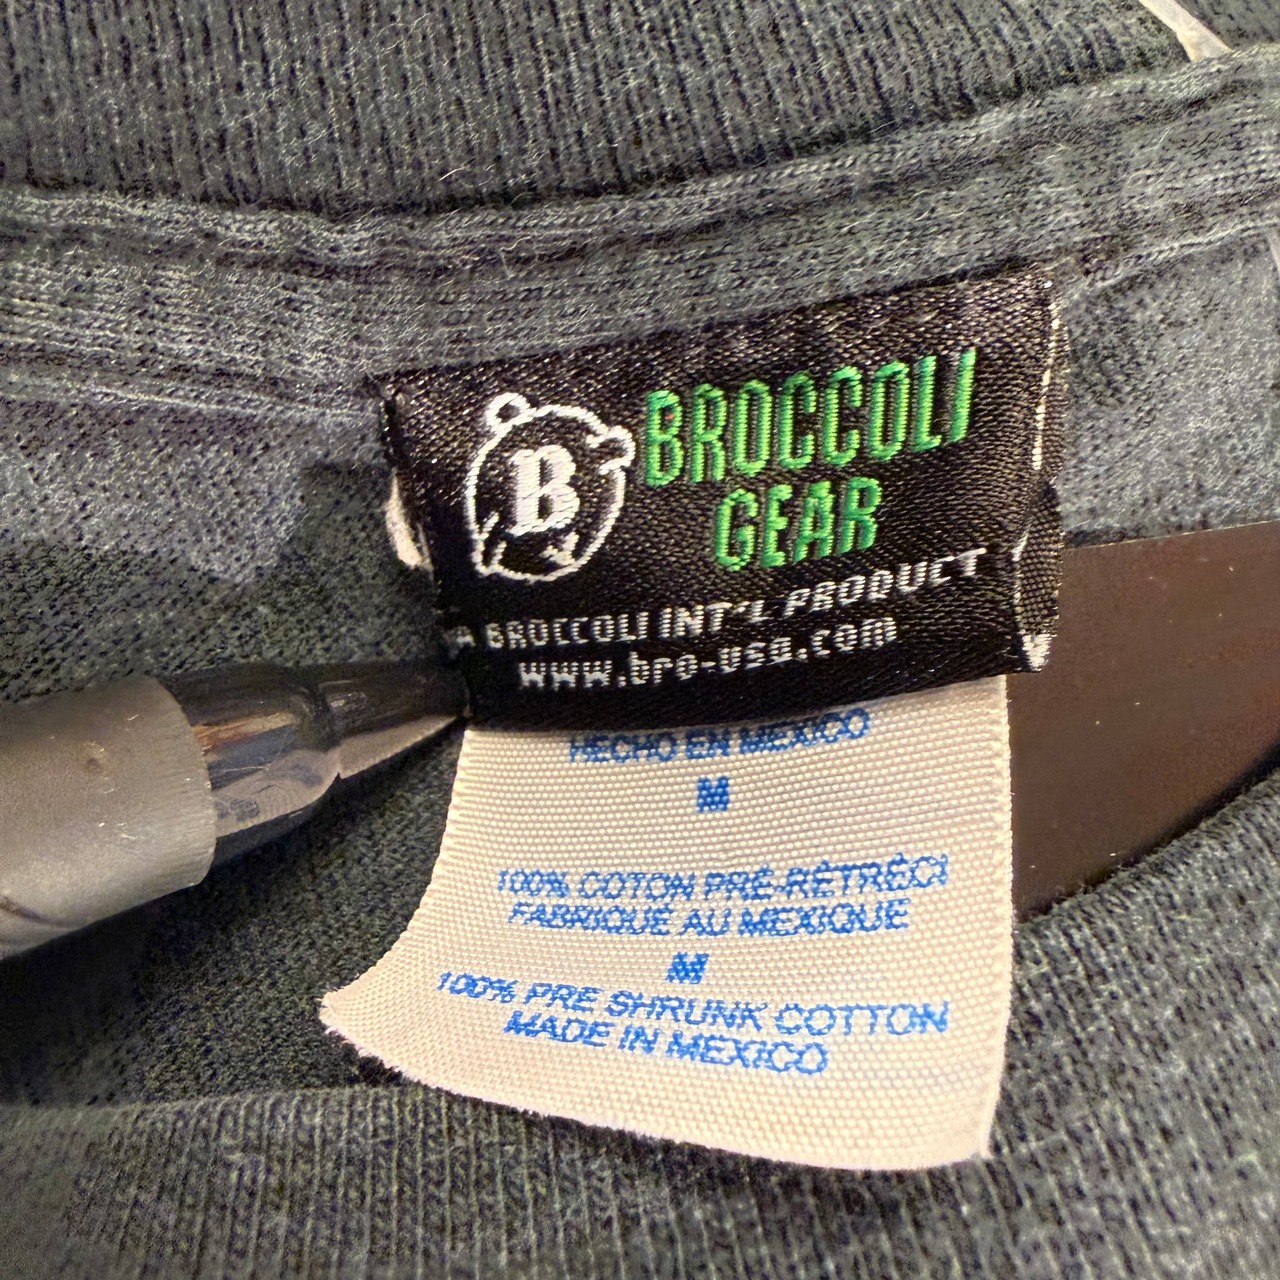 B
BROCCOLI
GEAR
A BROCCOLI INT'L PRODUCT
www.bro-usa.com
HECHO EN MEXICO
M
100% COTON PRÉ-RÉTRÉCI
FABRIQUÉ AU MEXIQUE
M
100% PRE SHRUNK COTTON
MADE IN MEXICO